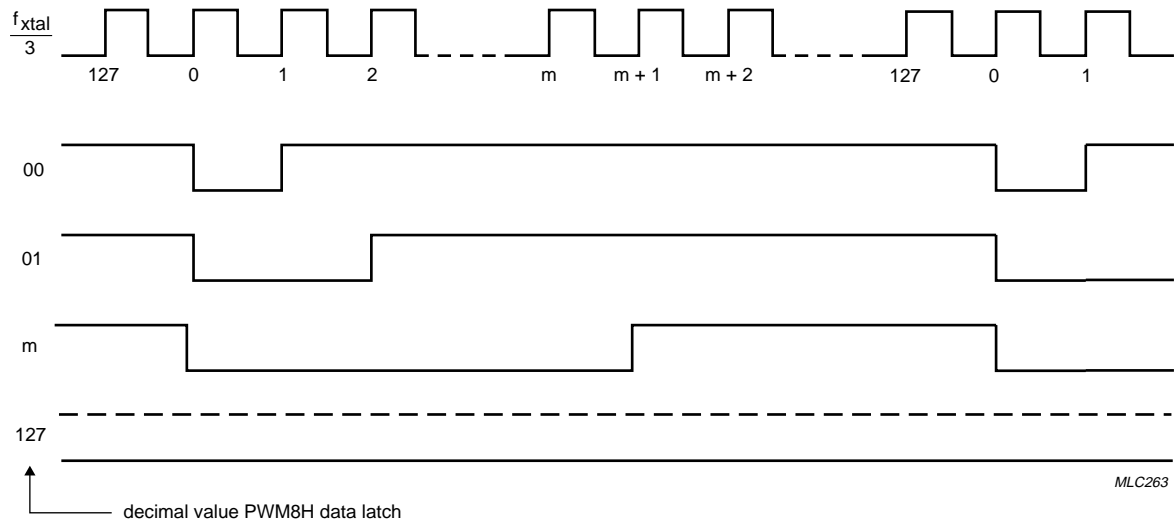 fxtal
3
127 0 1 2 m m + 1 m + 2 127 0 1
00
01
m
127
MLC263
decimal value PWM8H data latch